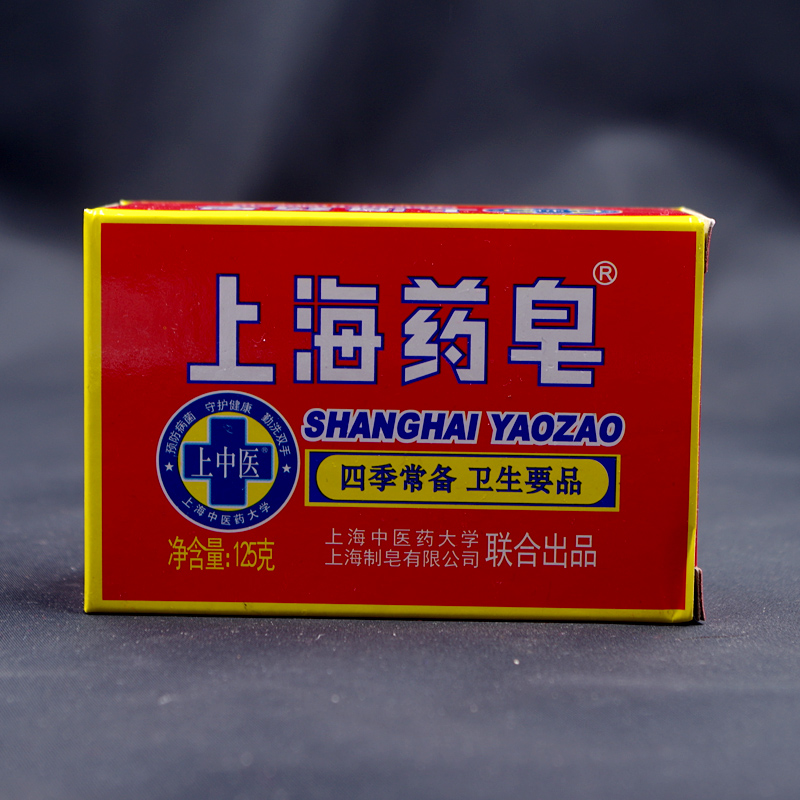 上海药皂®
SHANGHAI YAOZAO
预防病菌 守护健康 勤洗双手
上中医®
上海中医药大学
四季常备 卫生要品
净含量:125克
上海中医药大学
上海制皂有限公司 联合出品